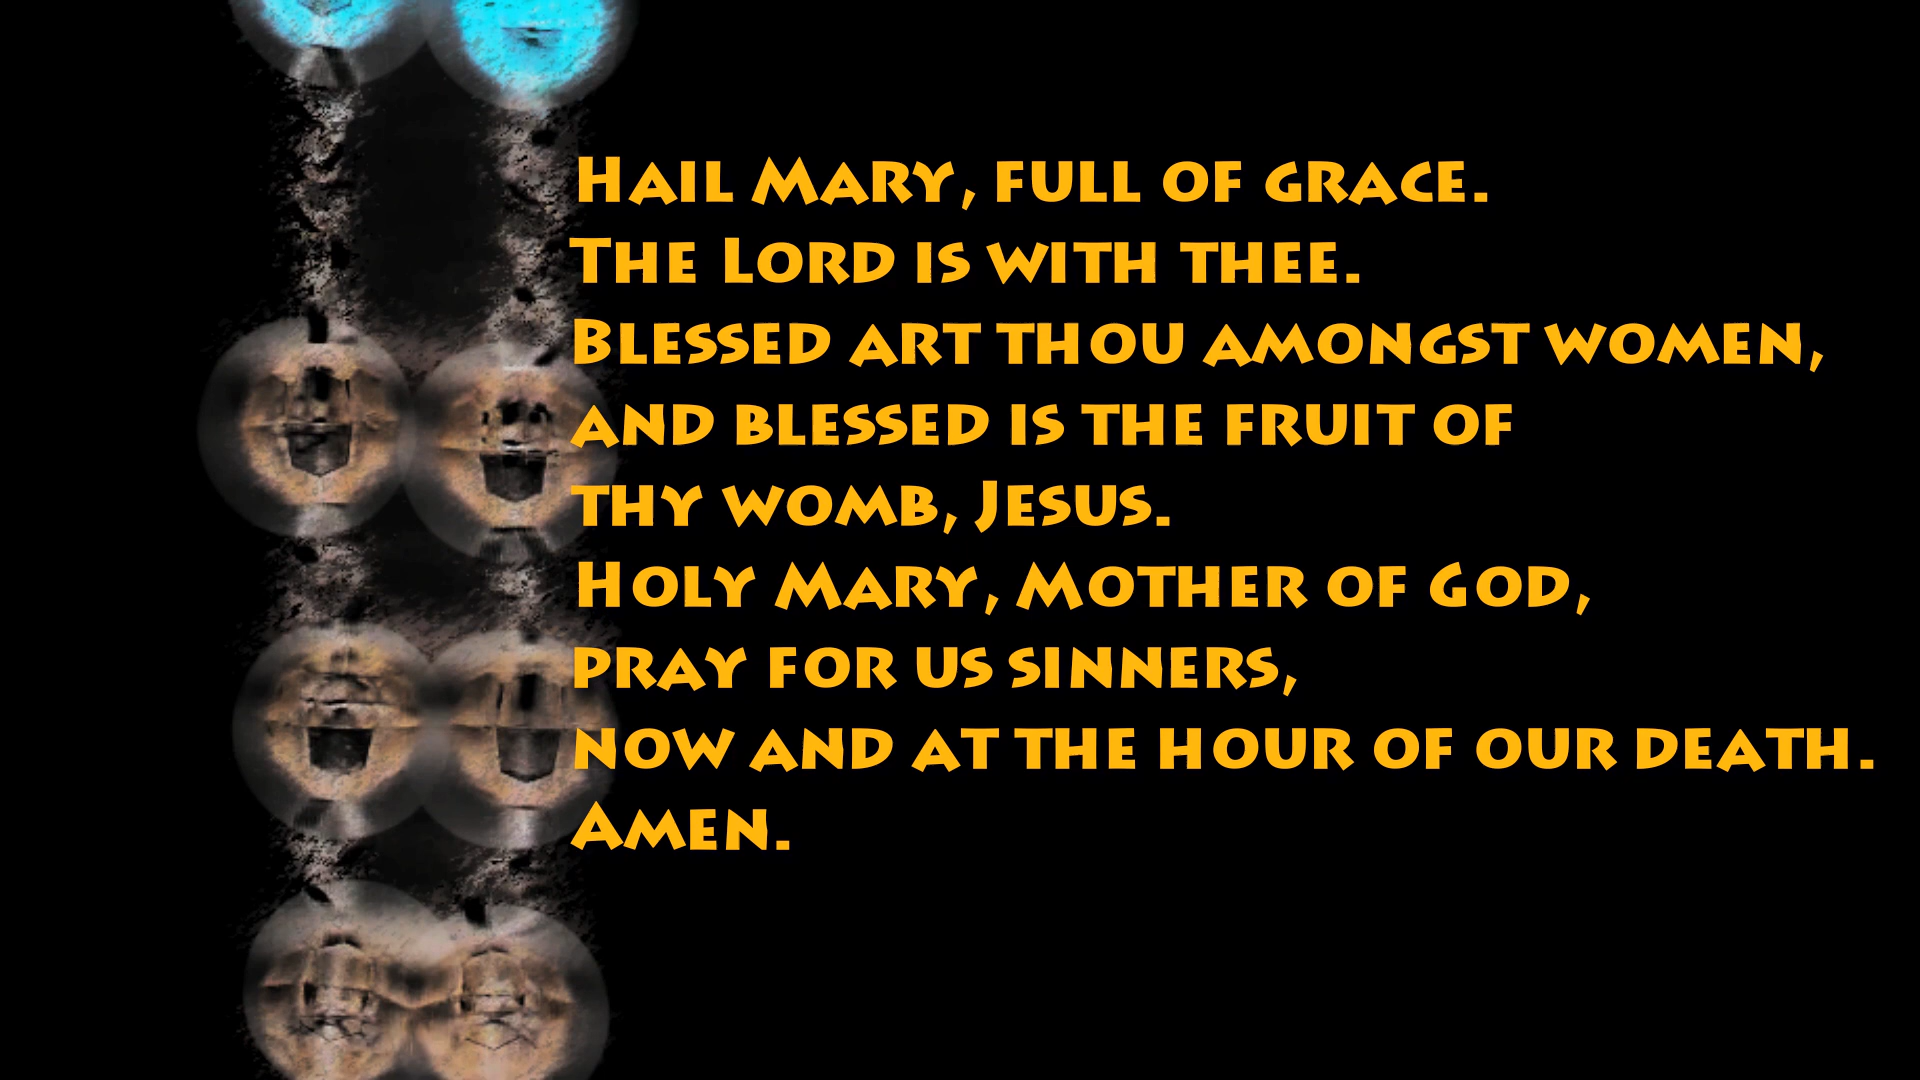 Hail Mary, full of grace.
The Lord is with thee.
Blessed art thou amongst women,
and blessed is the fruit of
thy womb, Jesus.
Holy Mary, Mother of God,
pray for us sinners,
now and at the hour of our death.
Amen.